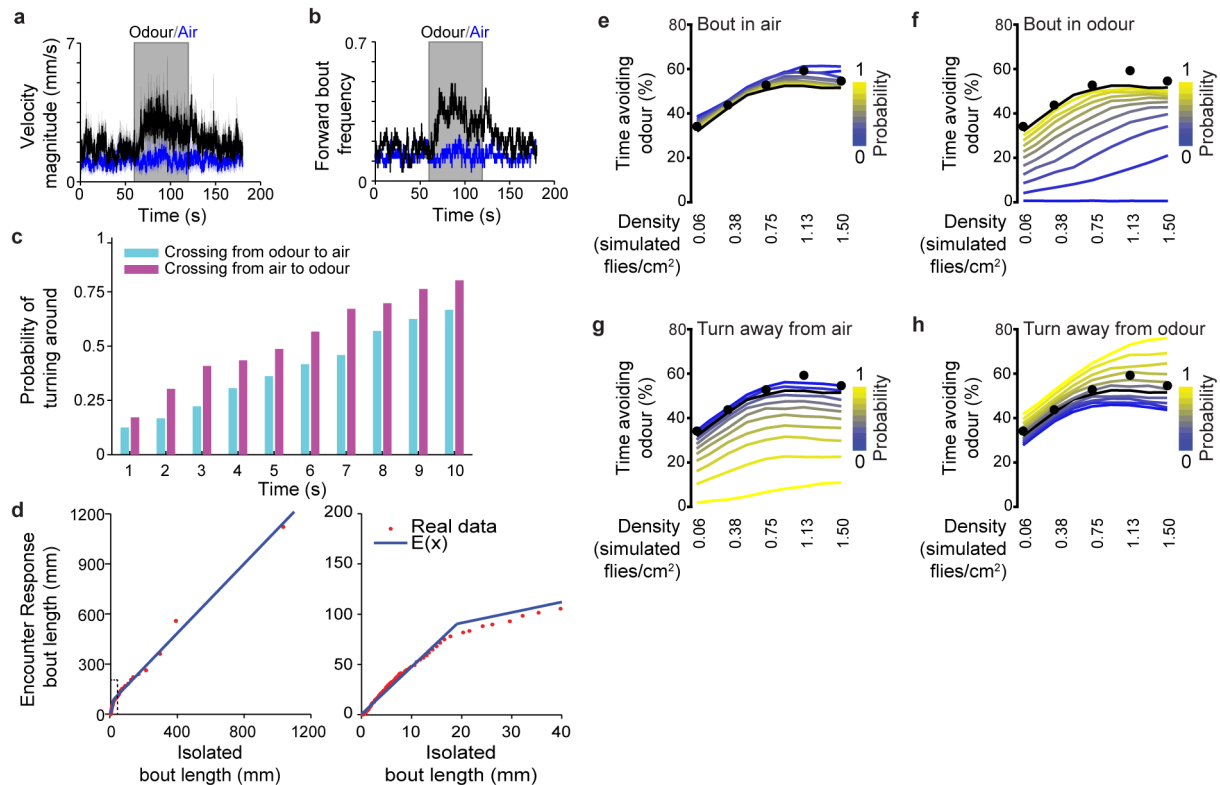 a
Odour/Air
Velocity
magnitude (mm/s)
7
0
0 50 100 150 200
Time (s)
b
Odour/Air
Forward bout
frequency
0.7
0
0 50 100 150 200
Time (s)
c
Crossing from odour to air
Crossing from air to odour
Probability of
turning around
1
0.75
0.5
0.25
0
1 2 3 4 5 6 7 8 9 10
Time (s)
d
Encounter Response
bout length (mm)
1200
900
600
300
0
0 400 800 1200
Isolated
bout length (mm)
200
150
100
50
0
Real data
E(x)
0 10 20 30 40
Isolated
bout length (mm)
e
Bout in air
Time avoiding
odour (%)
80
60
40
20
0
1
0
Probability
Density
(simulated
flies/cm²)
0.06 0.38 0.75 1.13 1.50
f
Bout in odour
Time avoiding
odour (%)
80
60
40
20
0
1
0
Probability
Density
(simulated
flies/cm²)
0.06 0.38 0.75 1.13 1.50
g
Turn away from air
Time avoiding
odour (%)
80
60
40
20
0
1
0
Probability
Density
(simulated
flies/cm²)
0.06 0.38 0.75 1.13 1.50
h
Turn away from odour
Time avoiding
odour (%)
80
60
40
20
0
1
0
Probability
Density
(simulated
flies/cm²)
0.06 0.38 0.75 1.13 1.50